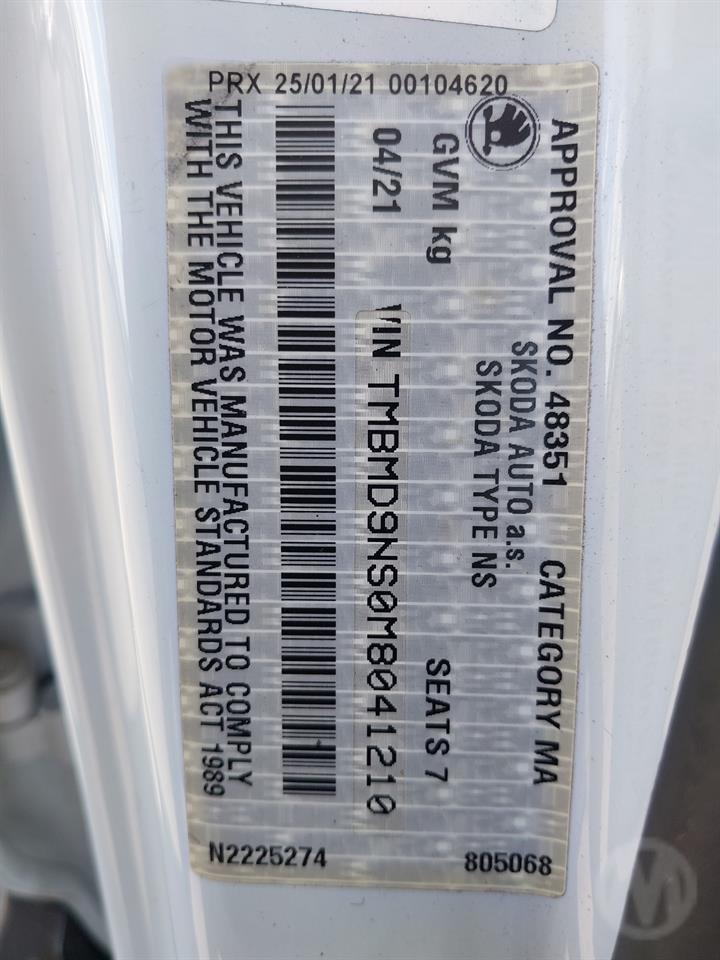 PRX 25/01/21 00104620
APPROVAL NO. 48351 CATEGORY MA
SKODA AUTO a.s.
SKODA TYPE NS
GVM kg SEATS 7
04/21 VIN TMBMD9NS0M8041210
THIS VEHICLE WAS MANUFACTURED TO COMPLY
WITH THE MOTOR VEHICLE STANDARDS ACT 1989
N2225274 805068